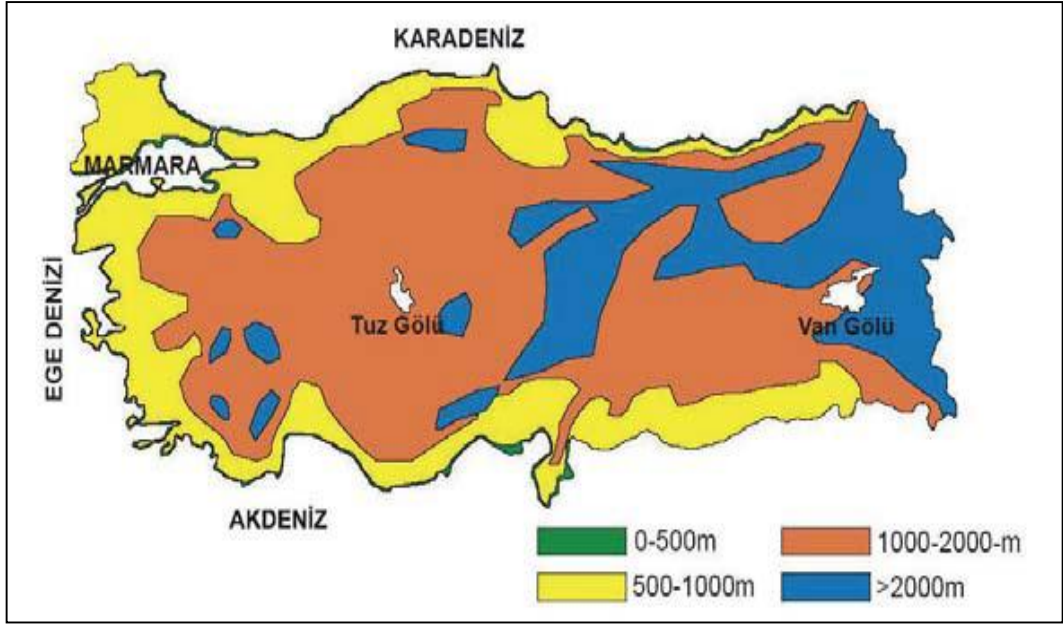 KARADENİZ
MARMARA
EGE DENİZİ
Tuz Gölü
Van Gölü
AKDENİZ
0-500m
1000-2000-m
500-1000m
>2000m